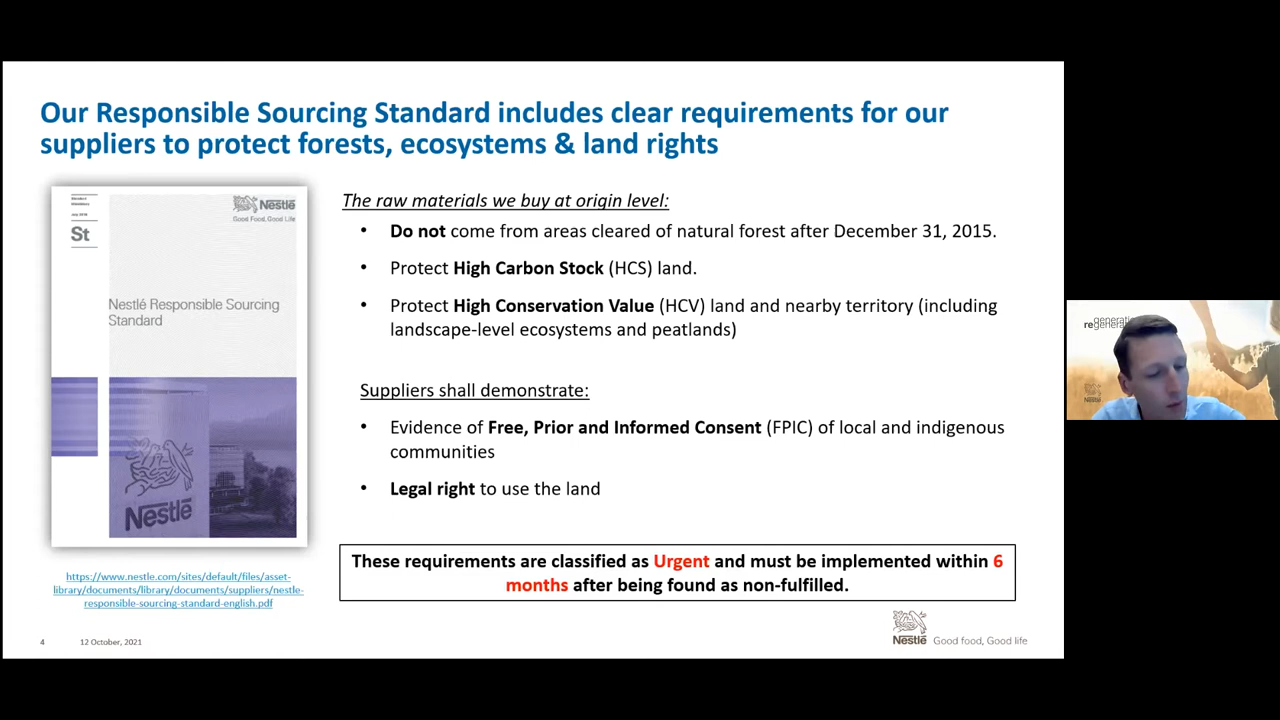 Our Responsible Sourcing Standard includes clear requirements for our
suppliers to protect forests, ecosystems & land rights
St
Nestlé
Good Food, Good Life
Nestlé Responsible Sourcing
Standard
Nestlé
https://www.nestle.com/sites/default/files/asset-
library/documents/library/documents/suppliers/nestle-
responsible-sourcing-standard-english.pdf
The raw materials we buy at origin level:
• Do not come from areas cleared of natural forest after December 31, 2015.
• Protect High Carbon Stock (HCS) land.
• Protect High Conservation Value (HCV) land and nearby territory (including
landscape-level ecosystems and peatlands)
Suppliers shall demonstrate:
• Evidence of Free, Prior and Informed Consent (FPIC) of local and indigenous
communities
• Legal right to use the land
These requirements are classified as Urgent and must be implemented within 6
months after being found as non-fulfilled.
4
12 October, 2021
Nestlé
Good food, Good life
Nestlé